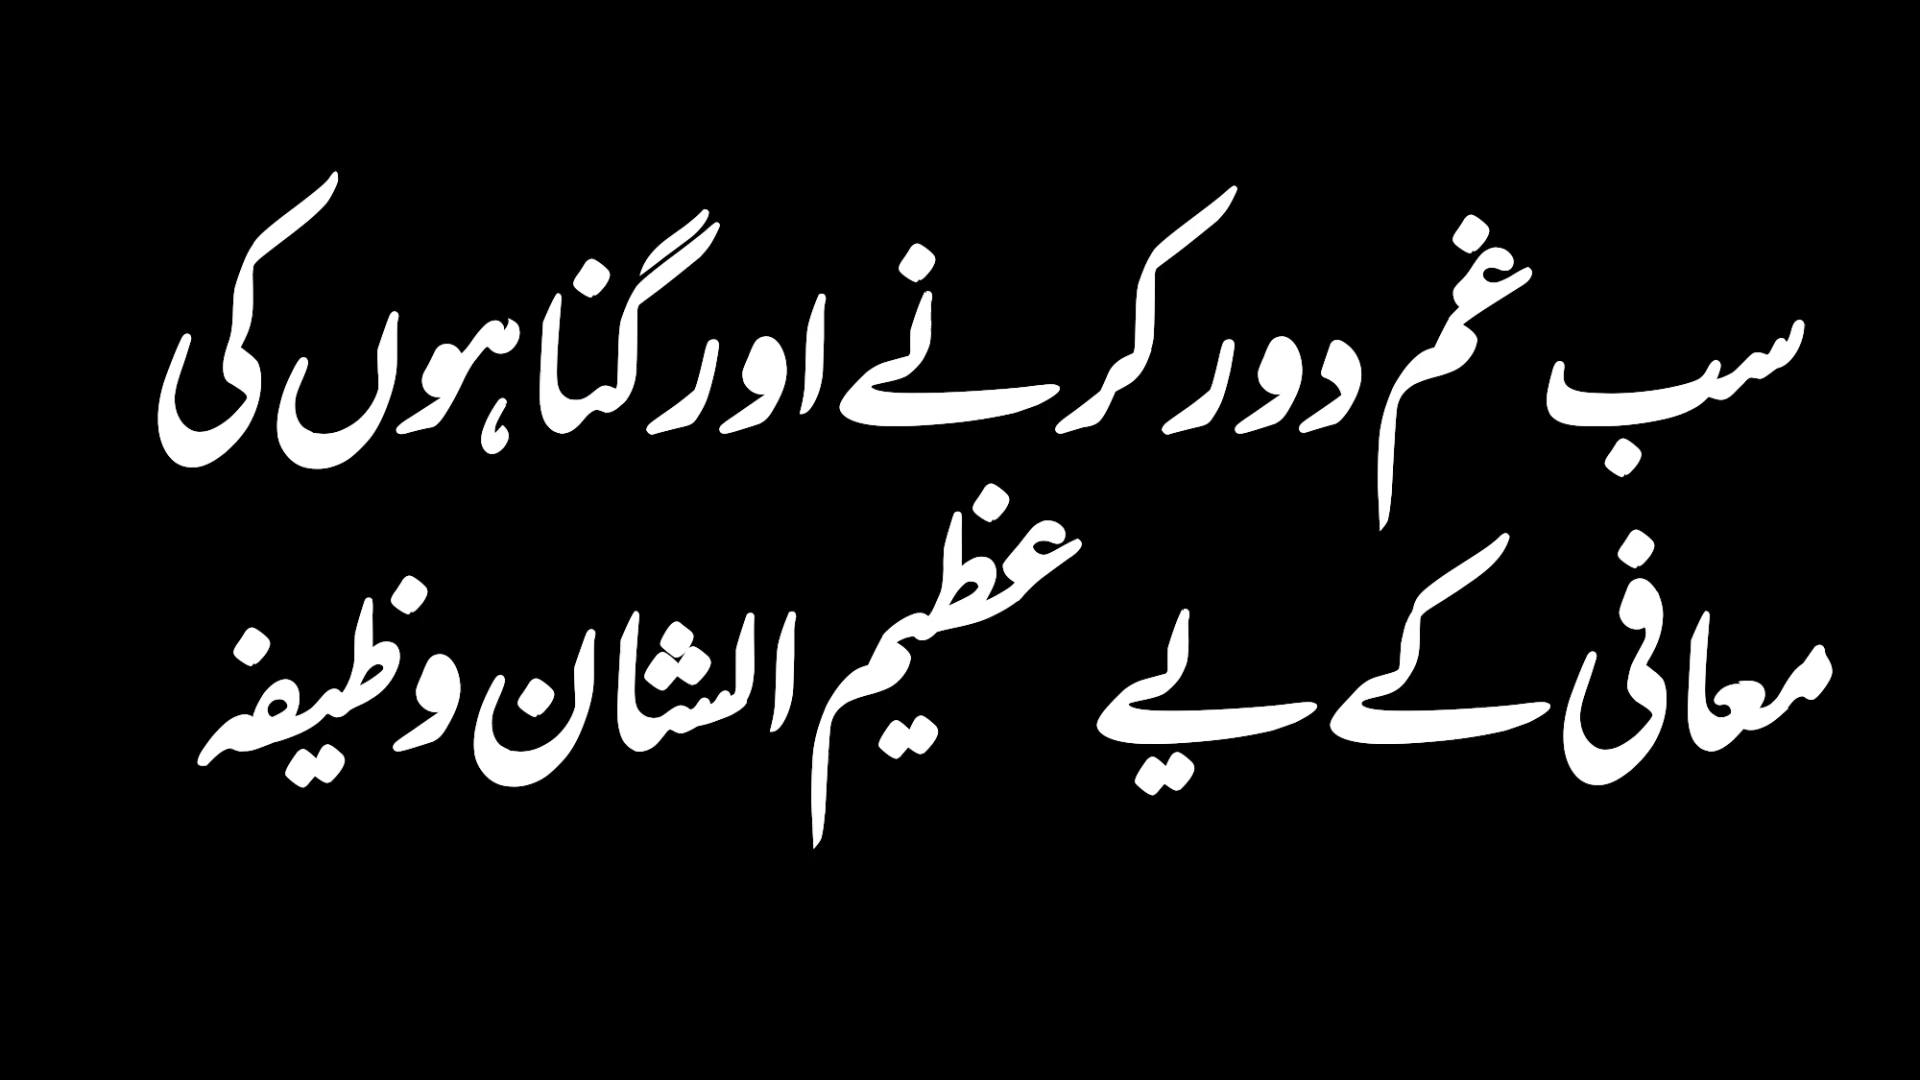 سب غم دور کرنے اور گناہوں کی
معافی کے لیے عظیم الشان وظیفہ